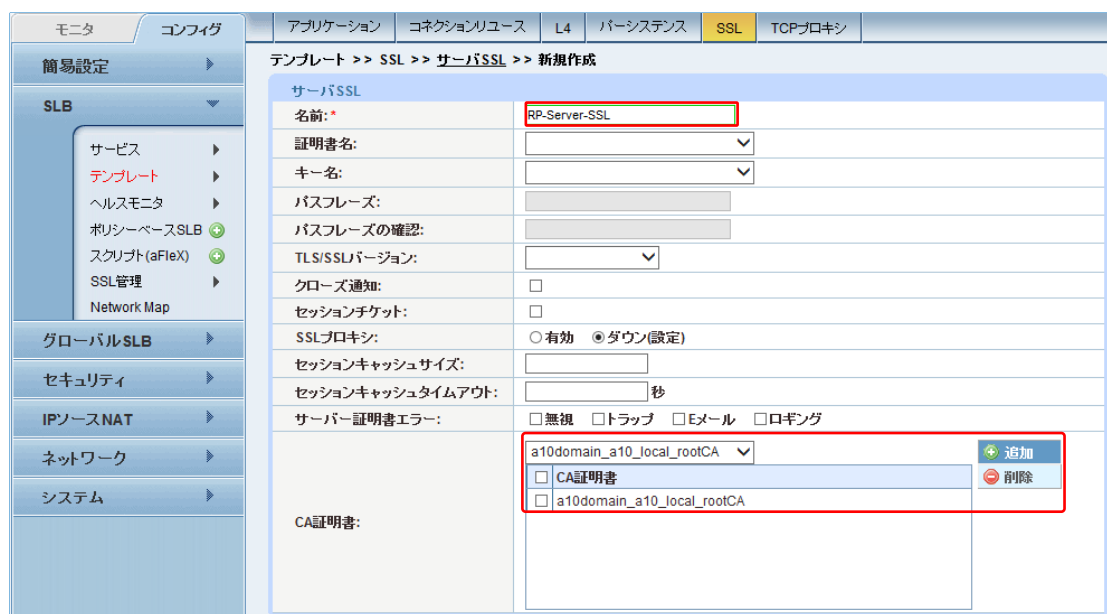 モニタ コンフィグ アプリケーション コネクションリユース L4 パーシステンス SSL TCPプロキシ
簡易設定
SLB
サービス
テンプレート
ヘルスモニタ
ポリシーベースSLB
スクリプト(aFleX)
SSL管理
Network Map
グローバルSLB
セキュリティ
IPソースNAT
ネットワーク
システム
テンプレート >> SSL >> サーバSSL >> 新規作成
サーバSSL
名前:* RP-Server-SSL
証明書名:
キー名:
パスフレーズ:
パスフレーズの確認:
TLS/SSLバージョン:
クローズ通知:
セッションチケット:
SSLプロキシ: 有効 ダウン(設定)
セッションキャッシュサイズ:
セッションキャッシュタイムアウト: 秒
サーバー証明書エラー: 無視 トラップ Eメール ロギング
CA証明書:
a10domain_a10_local_rootCA 追加
CA証明書 削除
a10domain_a10_local_rootCA